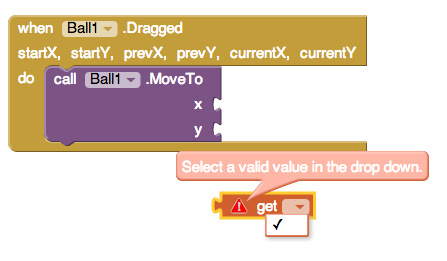 when Ball1 .Dragged
startX, startY, prevX, prevY, currentX, currentY
do call Ball1 .MoveTo
x
y
Select a valid value in the drop down.
get